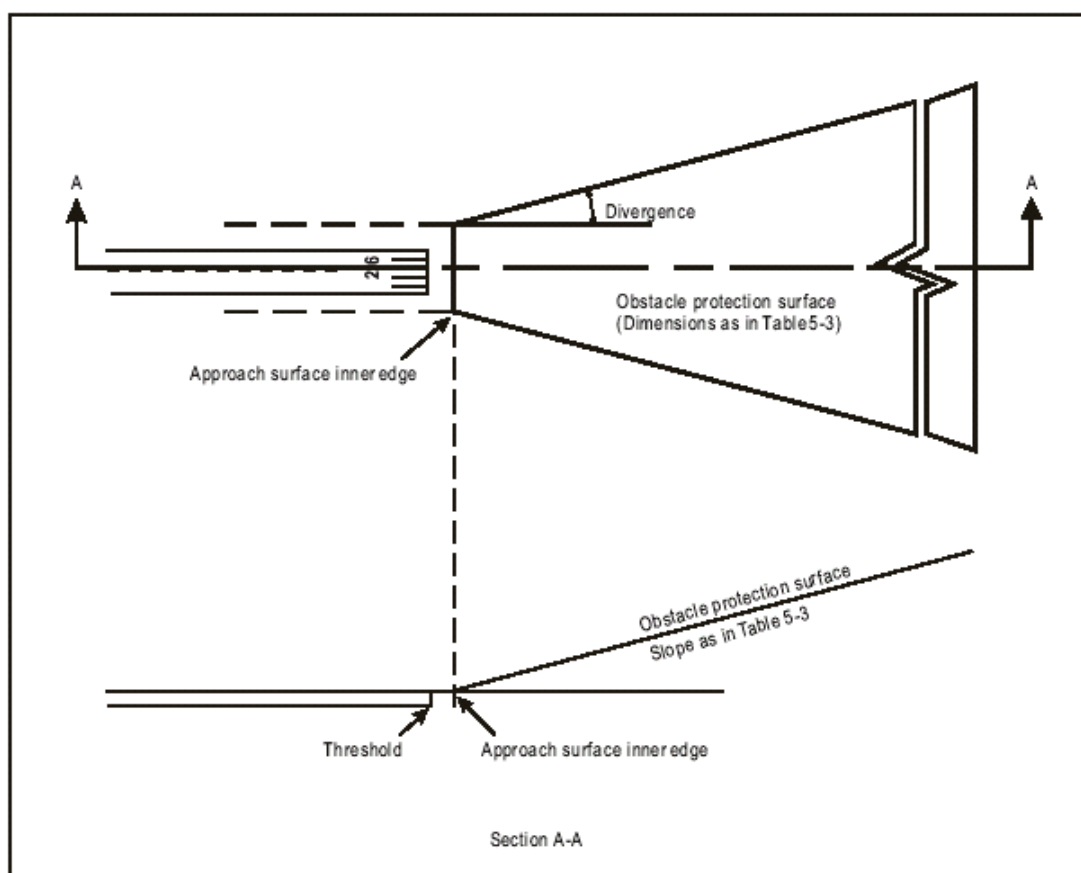 A
A
Divergence
26
Obstacle protection surface
(Dimensions as in Table 5-3)
Approach surface inner edge
Obstacle protection surface
Slope as in Table 5-3
Threshold
Approach surface inner edge
Section A-A